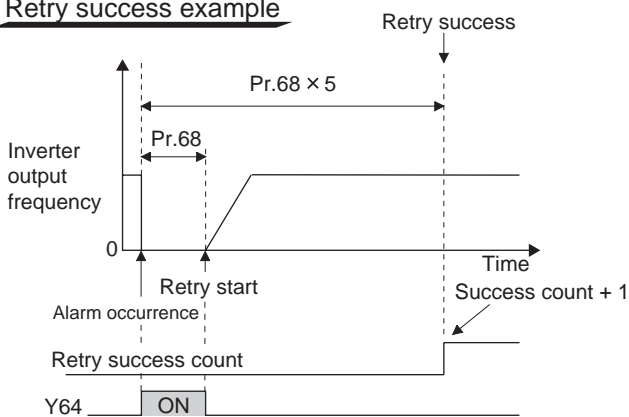 Retry success example
Retry success
Pr.68 × 5
Pr.68
Inverter
output
frequency
0
Time
Retry start
Success count + 1
Alarm occurrence
Retry success count
Y64
ON